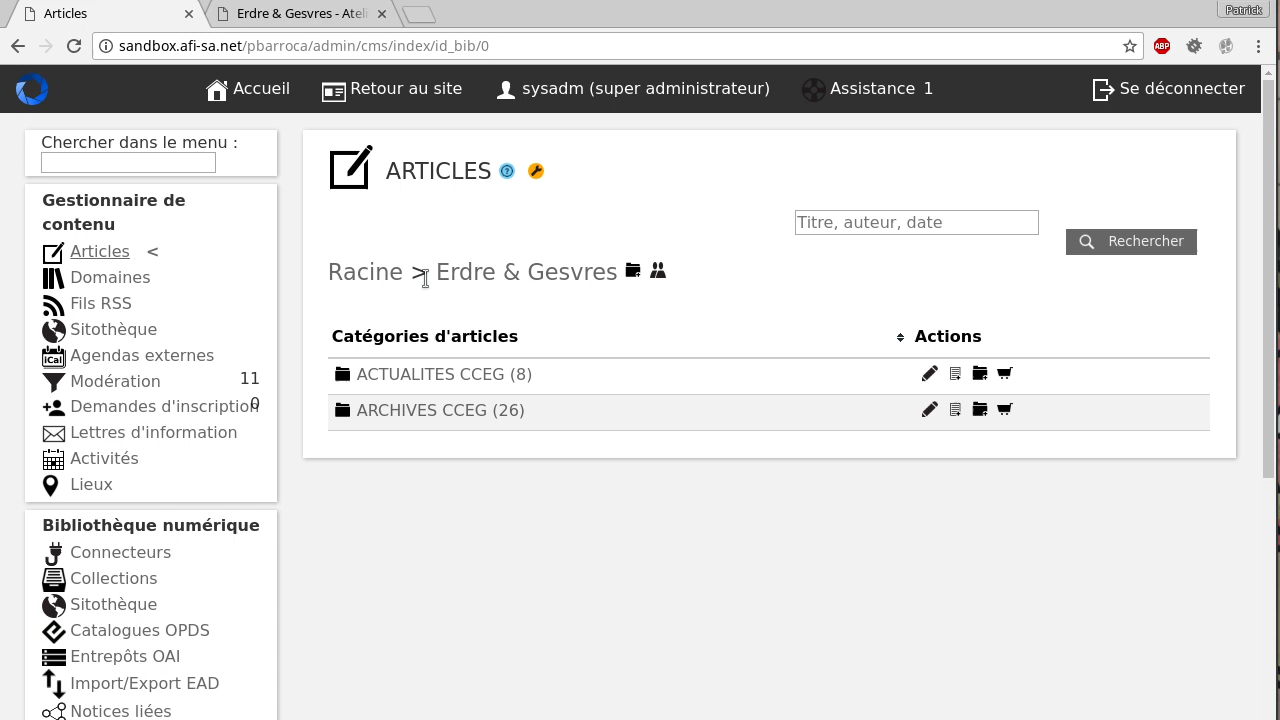 Articles
Erdre & Gesvres - Ateli
Patrick
sandbox.afi-sa.net/pbarroca/admin/cms/index/id_bib/0
ABP
Accueil
Retour au site
sysadm (super administrateur)
Assistance 1
Se déconnecter
Chercher dans le menu :
Gestionnaire de
contenu
Articles <
Domaines
Fils RSS
Sitothèque
iCal
Agendas externes
Modération 11
Demandes d'inscription 0
Lettres d'information
Activités
Lieux
Bibliothèque numérique
Connecteurs
Collections
Sitothèque
Catalogues OPDS
Entrepôts OAI
Import/Export EAD
Notices liées
ARTICLES ?
Titre, auteur, date
Rechercher
Racine > Erdre & Gesvres
Catégories d'articles Actions
ACTUALITES CCEG (8)
ARCHIVES CCEG (26)